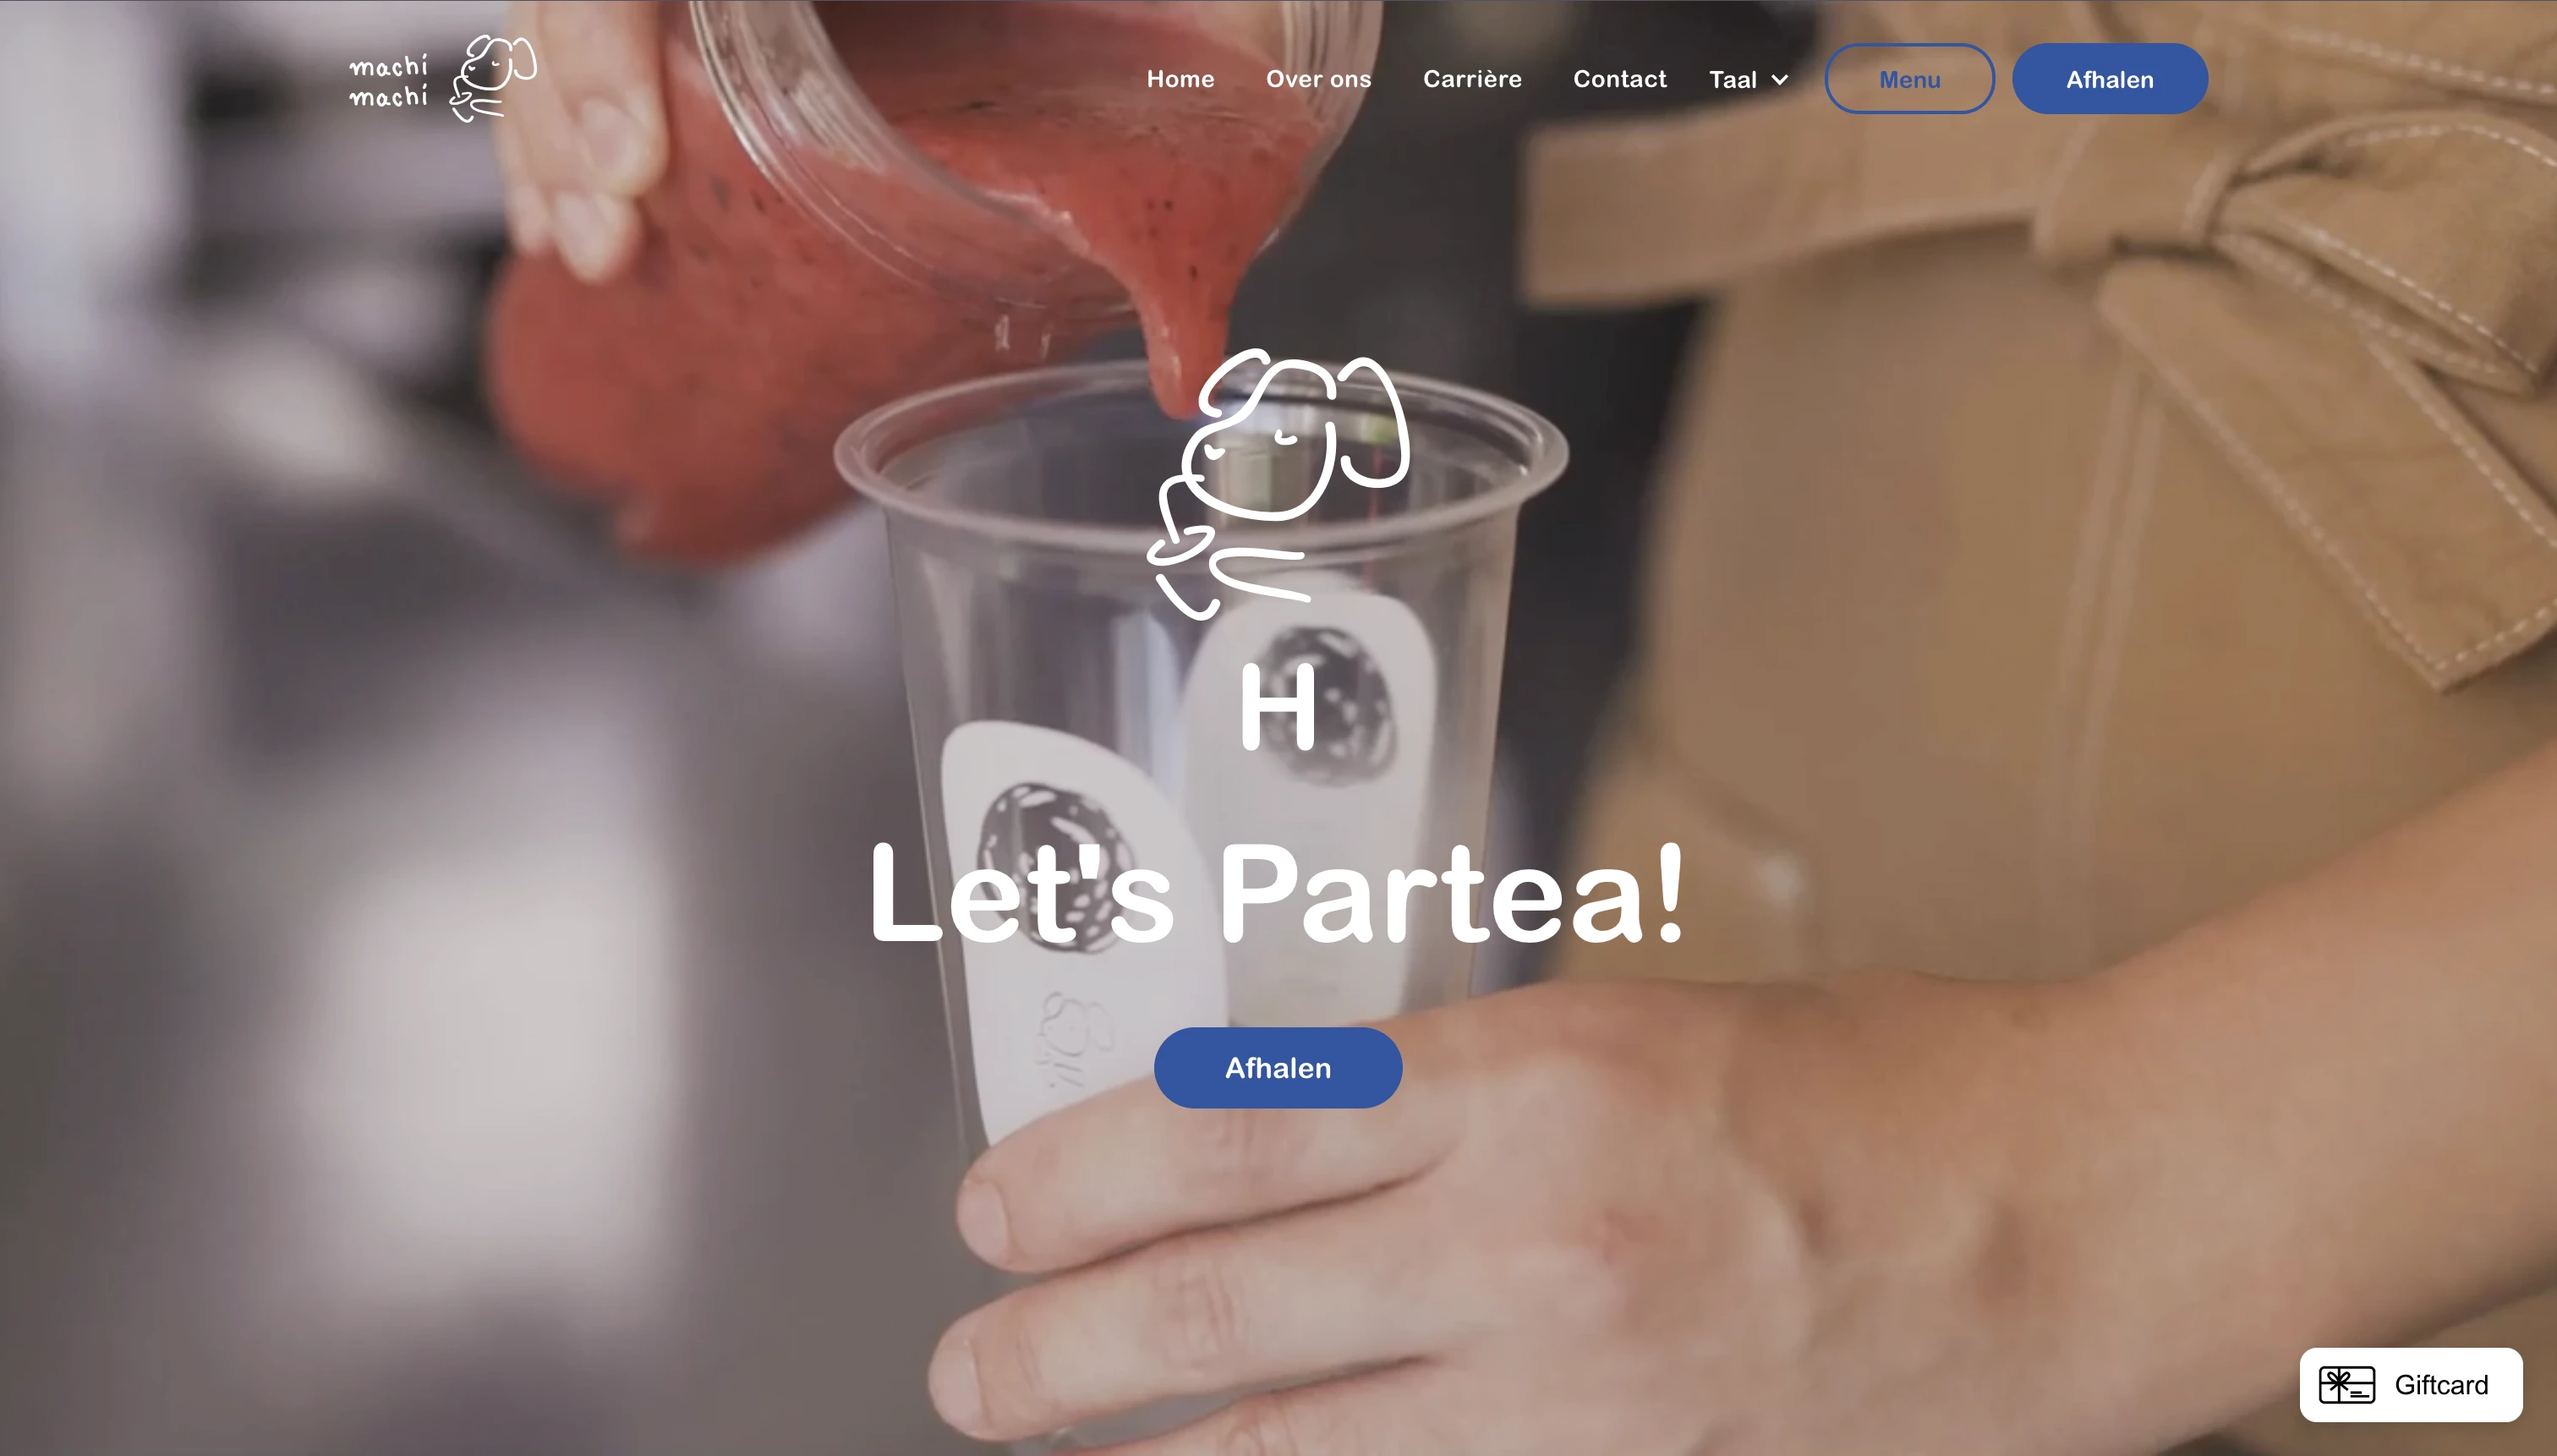 machi
machi
Home Over ons Carrière Contact Taal Menu Afhalen
H
Let's Partea!
Afhalen
Giftcard